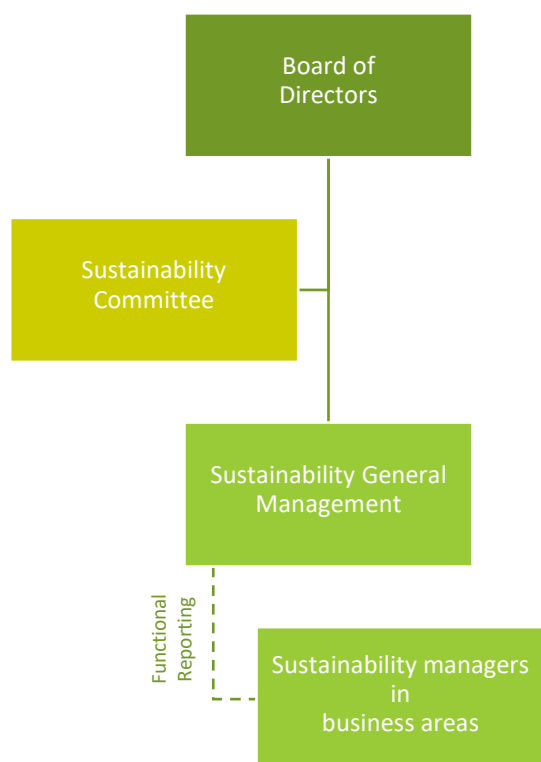 Board of
Directors
Sustainability
Committee
Sustainability General
Management
Functional
Reporting
Sustainability managers
in
business areas